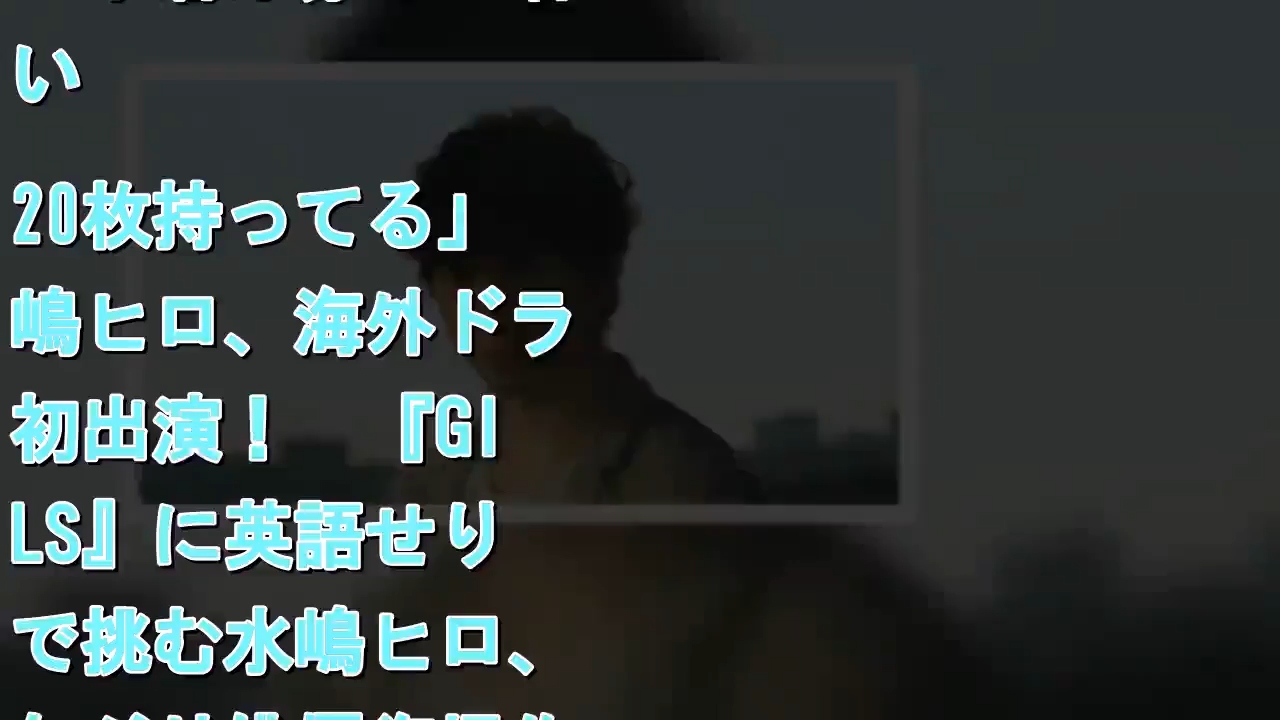 い
20枚持ってる」
嶋ヒロ、海外ドラ
初出演！　『GI
LS』に英語せり
で挑む水嶋ヒロ、